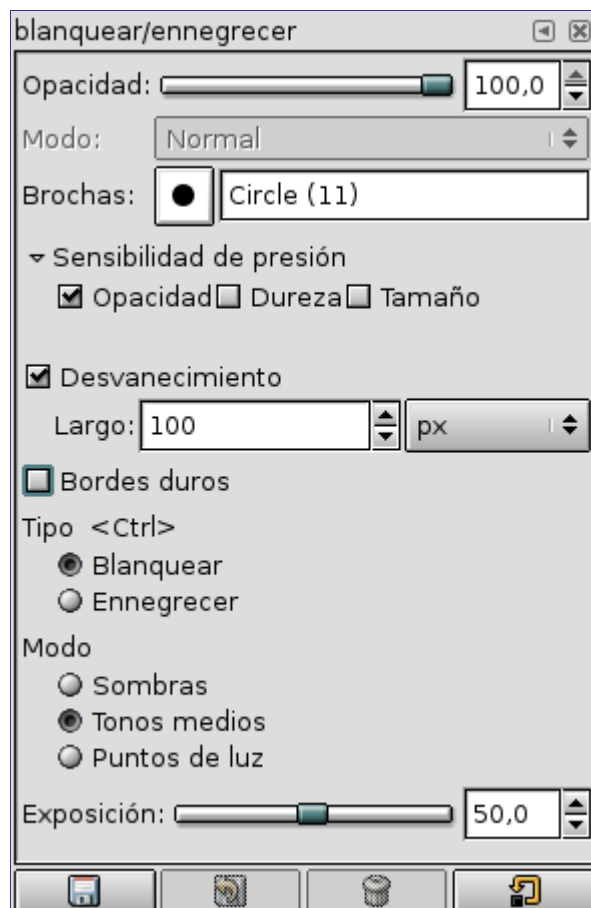 blanquear/ennegrecer
Opacidad: 100,0
Modo: Normal
Brochas: Circle (11)
Sensibilidad de presión
Opacidad Dureza Tamaño
Desvanecimiento
Largo: 100 px
Bordes duros
Tipo <Ctrl>
Blanquear
Ennegrecer
Modo
Sombras
Tonos medios
Puntos de luz
Exposición: 50,0